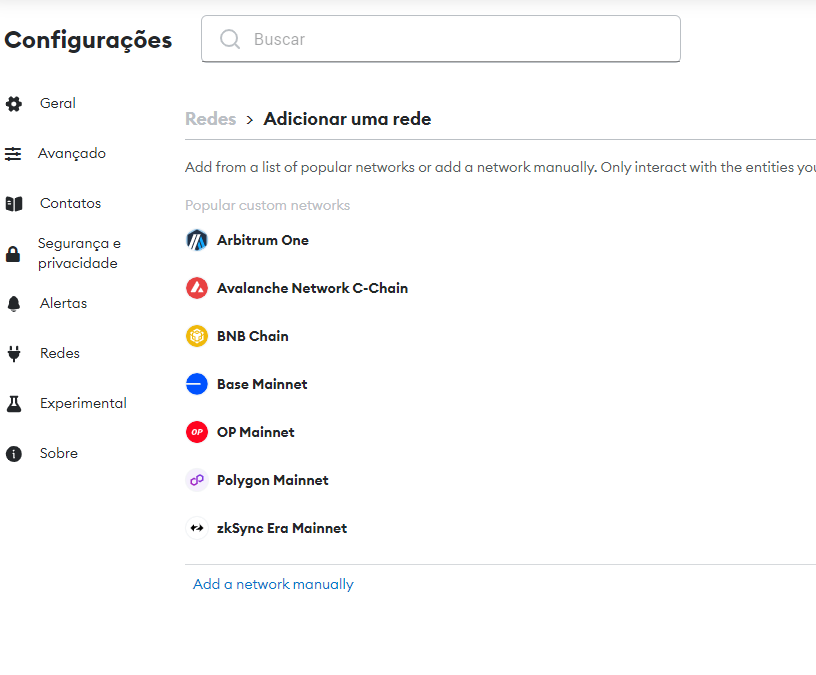 Configurações
Buscar
Geral
Avançado
Contatos
Segurança e
privacidade
Alertas
Redes
Experimental
Sobre
Redes > Adicionar uma rede
Add from a list of popular networks or add a network manually. Only interact with the entities you
Popular custom networks
Arbitrum One
Avalanche Network C-Chain
BNB Chain
Base Mainnet
OP OP Mainnet
Polygon Mainnet
zkSync Era Mainnet
Add a network manually